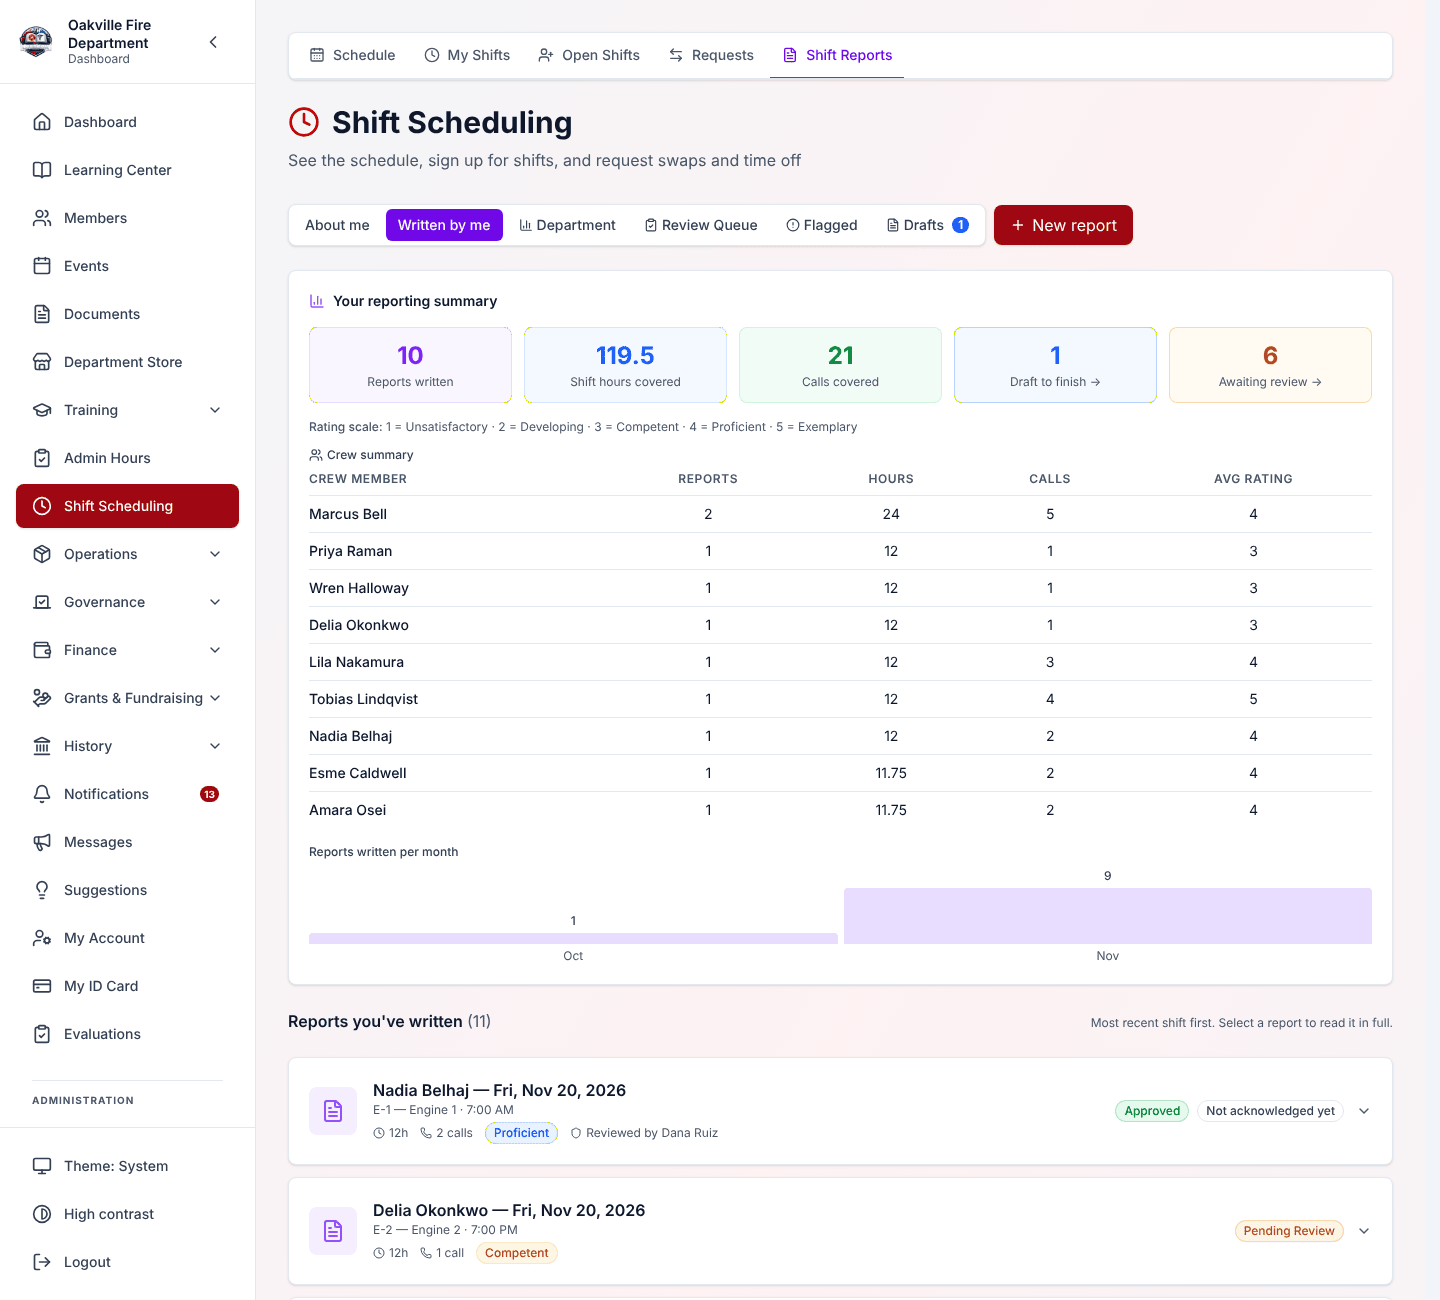 Oakville Fire
Department
Dashboard
Dashboard
Learning Center
Members
Events
Documents
Department Store
Training
Admin Hours
Shift Scheduling
Operations
Governance
Finance
Grants & Fundraising
History
Notifications 13
Messages
Suggestions
My Account
My ID Card
Evaluations
ADMINISTRATION
Theme: System
High contrast
Logout
Schedule My Shifts Open Shifts Requests Shift Reports
Shift Scheduling
See the schedule, sign up for shifts, and request swaps and time off
About me Written by me Department Review Queue Flagged Drafts 1 + New report
Your reporting summary
10 119.5 21 1 6
Reports written Shift hours covered Calls covered Draft to finish → Awaiting review →
Rating scale: 1 = Unsatisfactory · 2 = Developing · 3 = Competent · 4 = Proficient · 5 = Exemplary
Crew summary
CREW MEMBER REPORTS HOURS CALLS AVG RATING
Marcus Bell 2 24 5 4
Priya Raman 1 12 1 3
Wren Halloway 1 12 1 3
Delia Okonkwo 1 12 1 3
Lila Nakamura 1 12 3 4
Tobias Lindqvist 1 12 4 5
Nadia Belhaj 1 12 2 4
Esme Caldwell 1 11.75 2 4
Amara Osei 1 11.75 2 4
Reports written per month
1 9
Oct Nov
Reports you've written (11) Most recent shift first. Select a report to read it in full.
Nadia Belhaj — Fri, Nov 20, 2026
E-1 — Engine 1 · 7:00 AM
12h 2 calls Proficient Reviewed by Dana Ruiz
Approved Not acknowledged yet
Delia Okonkwo — Fri, Nov 20, 2026
E-2 — Engine 2 · 7:00 PM
12h 1 call Competent
Pending Review